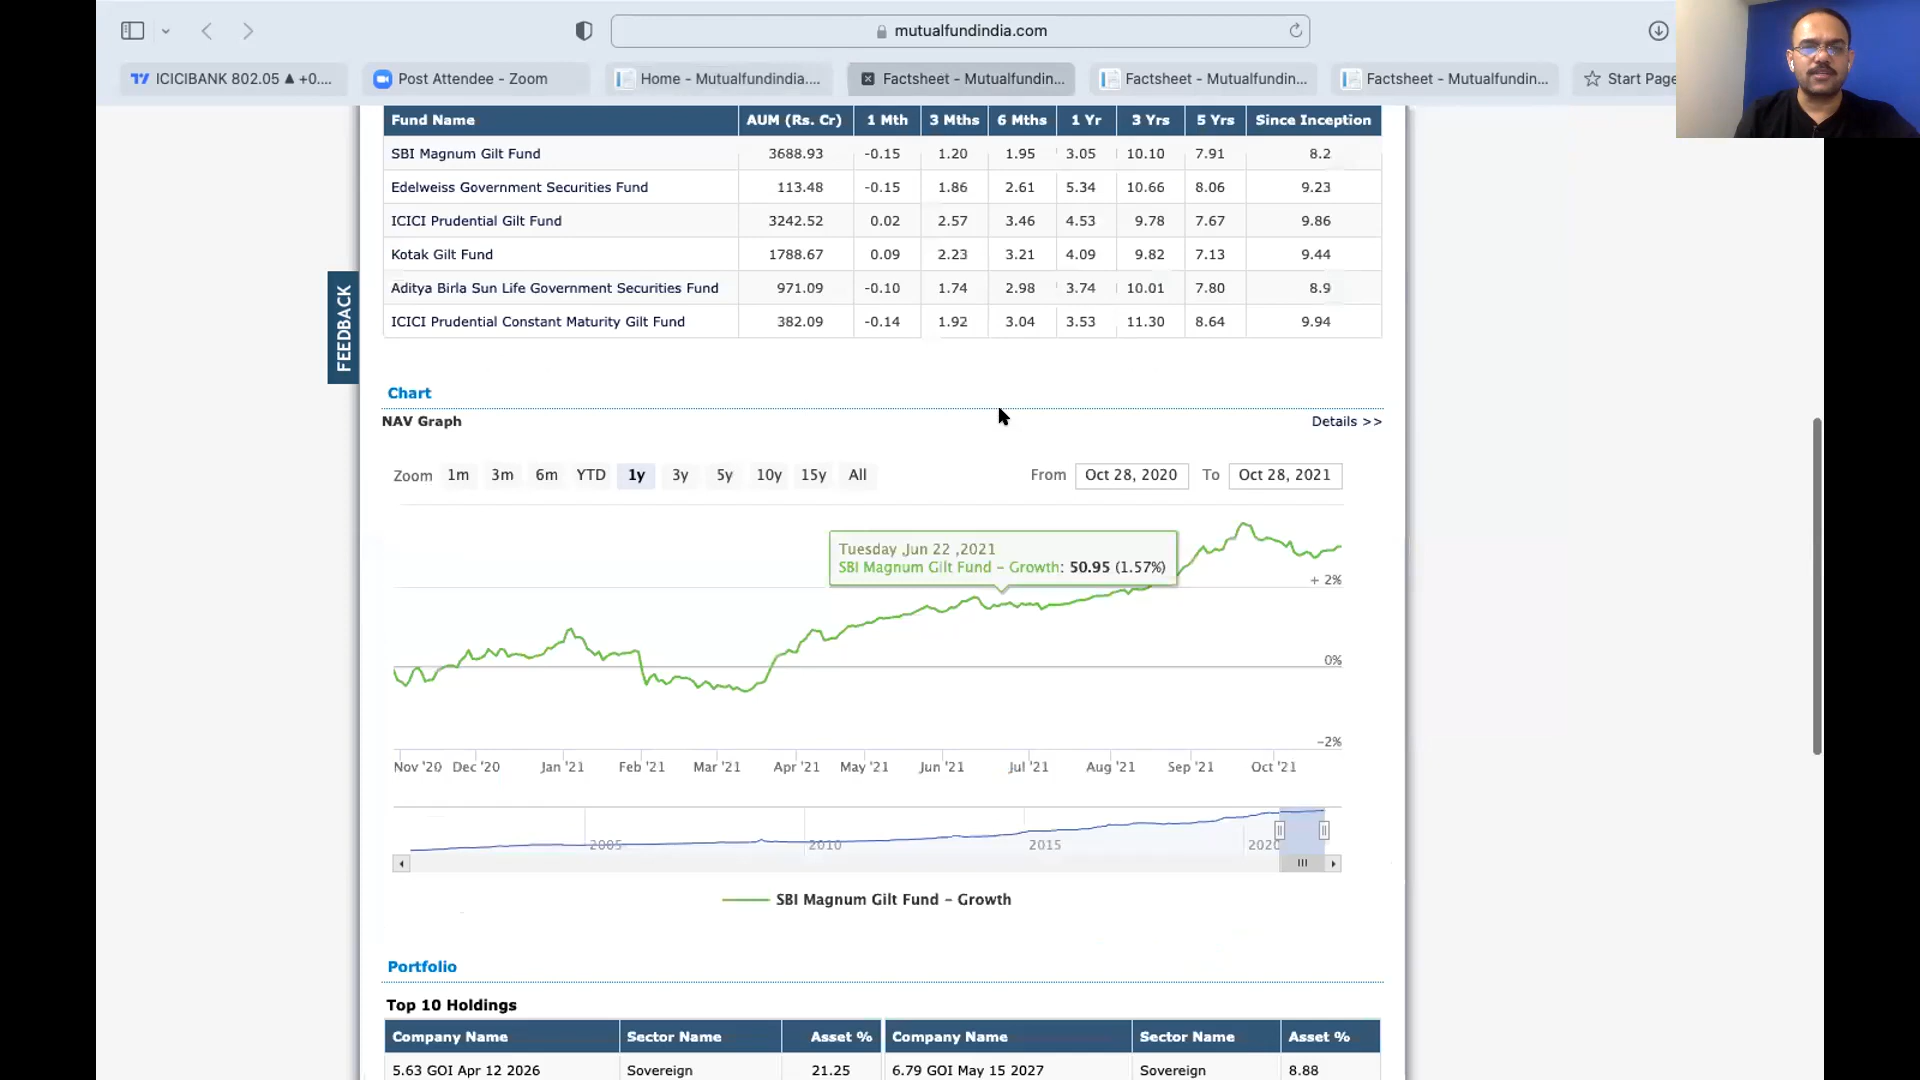 mutualfundindia.com
ICICIBANK 802.05 ▲ +0....
Post Attendee - Zoom
Home - Mutualfundindia....
Factsheet - Mutualfundin...
Factsheet - Mutualfundin...
Factsheet - Mutualfundin...
Start Page
Fund Name AUM (Rs. Cr) 1 Mth 3 Mths 6 Mths 1 Yr 3 Yrs 5 Yrs Since Inception
SBI Magnum Gilt Fund 3688.93 -0.15 1.20 1.95 3.05 10.10 7.91 8.2
Edelweiss Government Securities Fund 113.48 -0.15 1.86 2.61 5.34 10.66 8.06 9.23
ICICI Prudential Gilt Fund 3242.52 0.02 2.57 3.46 4.53 9.78 7.67 9.86
Kotak Gilt Fund 1788.67 0.09 2.23 3.21 4.09 9.82 7.13 9.44
Aditya Birla Sun Life Government Securities Fund 971.09 -0.10 1.74 2.98 3.74 10.01 7.80 8.9
ICICI Prudential Constant Maturity Gilt Fund 382.09 -0.14 1.92 3.04 3.53 11.30 8.64 9.94
FEEDBACK
Chart
NAV Graph Details >>
Zoom 1m 3m 6m YTD 1y 3y 5y 10y 15y All From Oct 28, 2020 To Oct 28, 2021
Tuesday ,Jun 22 ,2021
SBI Magnum Gilt Fund - Growth: 50.95 (1.57%)
+ 2%
0%
-2%
Nov '20 Dec '20 Jan '21 Feb '21 Mar '21 Apr '21 May '21 Jun '21 Jul '21 Aug '21 Sep '21 Oct '21
2005 2010 2015 2020
SBI Magnum Gilt Fund - Growth
Portfolio
Top 10 Holdings
Company Name Sector Name Asset % Company Name Sector Name Asset %
5.63 GOI Apr 12 2026 Sovereign 21.25 6.79 GOI May 15 2027 Sovereign 8.88